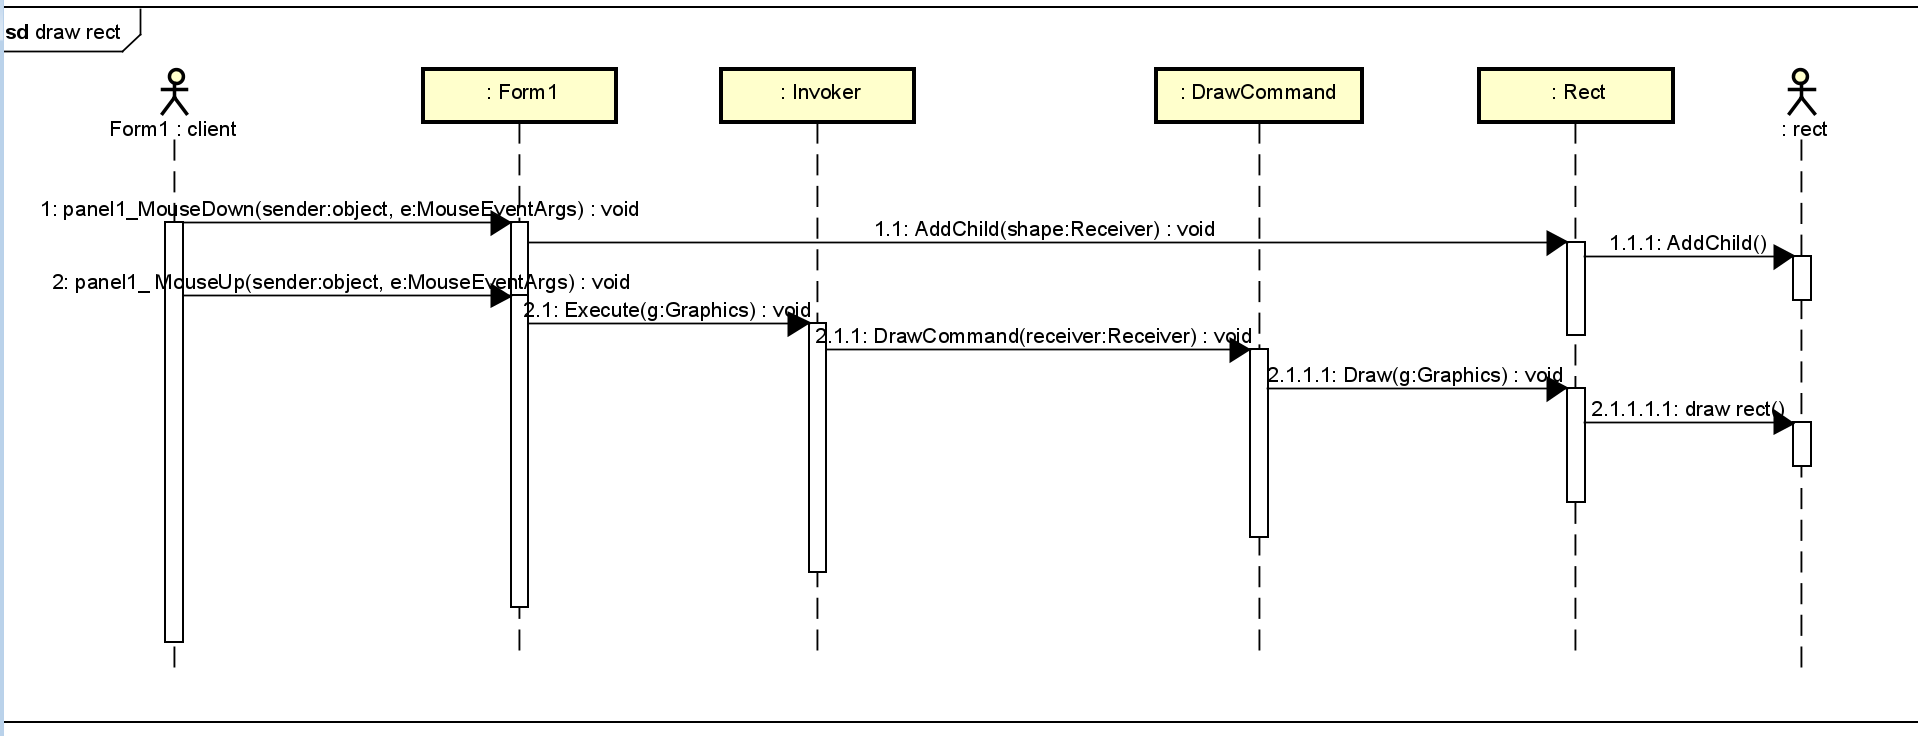 sd draw rect
: Form1
: Invoker
: DrawCommand
: Rect
Form1 : client
: rect
1: panel1_MouseDown(sender:object, e:MouseEventArgs) : void
1.1: AddChild(shape:Receiver) : void
1.1.1: AddChild()
2: panel1_ MouseUp(sender:object, e:MouseEventArgs) : void
2.1: Execute(g:Graphics) : void
2.1.1: DrawCommand(receiver:Receiver) : void
2.1.1.1: Draw(g:Graphics) : void
2.1.1.1.1: draw rect()